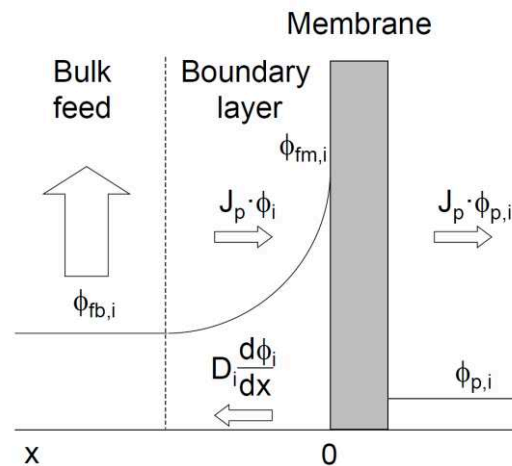 Membrane
Bulk
feed
Boundary
layer
ϕfm,i
Jp·ϕi
Jp·ϕp,i
ϕfb,i
Di dϕi/dx
ϕp,i
x
0